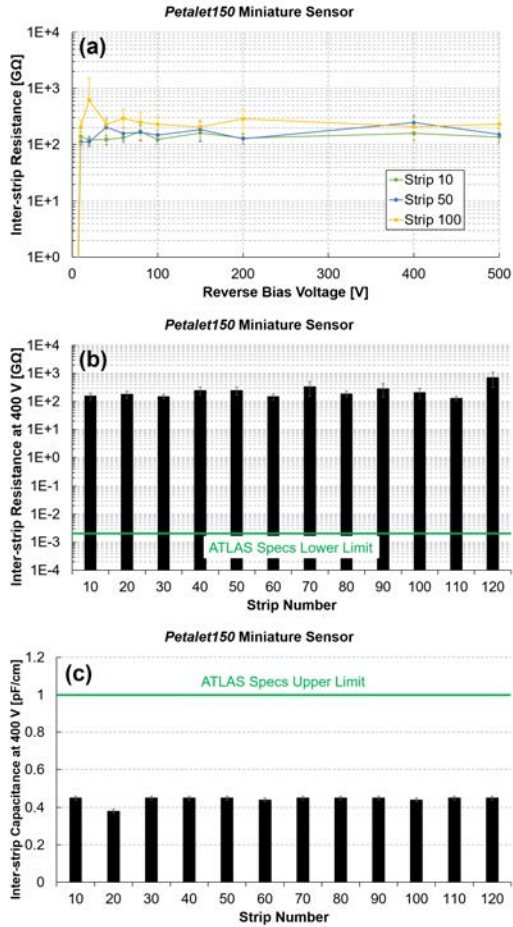 Petalet150 Miniature Sensor
(a)
Inter-strip Resistance [GΩ]
1E+4
1E+3
1E+2
1E+1
1E+0
Strip 10
Strip 50
Strip 100
0 100 200 300 400 500
Reverse Bias Voltage [V]
Petalet150 Miniature Sensor
(b)
Inter-strip Resistance at 400 V [GΩ]
1E+4
1E+3
1E+2
1E+1
1E+0
1E-1
1E-2
1E-3
1E-4
ATLAS Specs Lower Limit
10 20 30 40 50 60 70 80 90 100 110 120
Strip Number
Petalet150 Miniature Sensor
(c)
Inter-strip Capacitance at 400 V [pF/cm]
1.2
1
0.8
0.6
0.4
0.2
0
ATLAS Specs Upper Limit
10 20 30 40 50 60 70 80 90 100 110 120
Strip Number